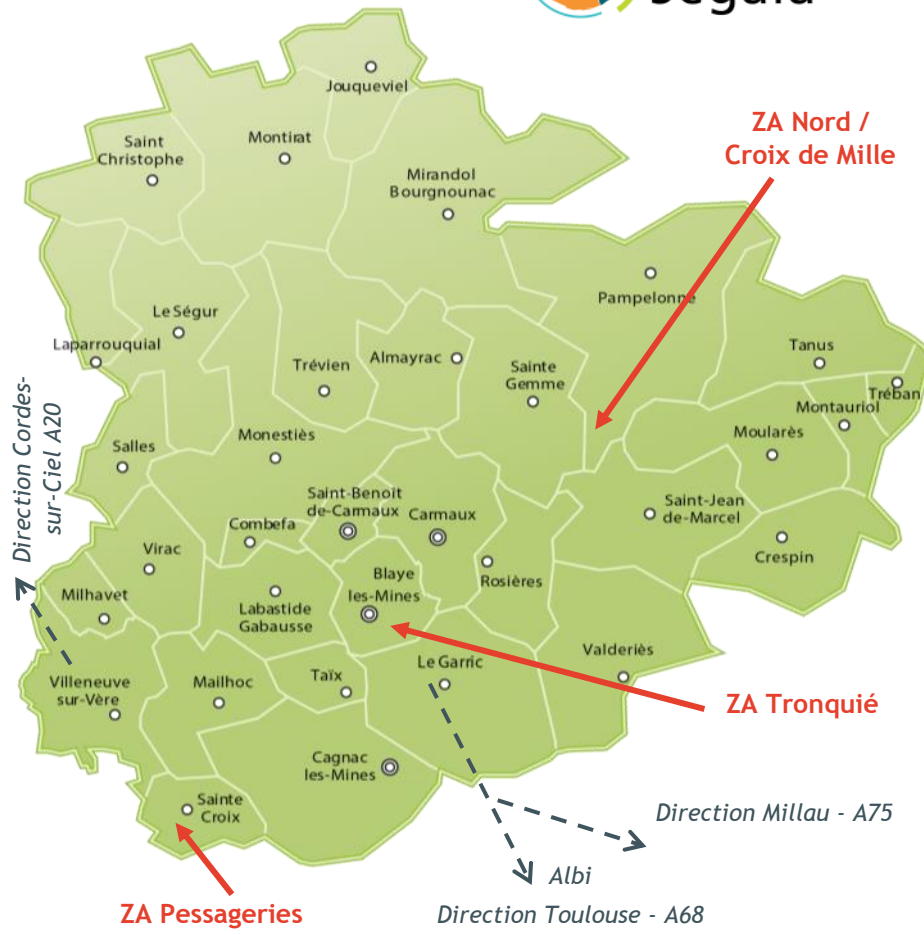 Ségala
Jouqueviel
ZA Nord /
Croix de Mille
Saint
Christophe
Montirat
Mirandol
Bourgnounac
Pampelonne
Le Ségur
Laparrouquial
Trévien
Almayrac
Sainte
Gemme
Tanus
Tréban
Montauriol
Moularès
Direction Cordes-
sur-Ciel A20
Salles
Monestiès
Saint-Benoît
de-Carmaux
Carmaux
Saint-Jean
de-Marcel
Combefa
Virac
Crespin
Rosières
Blaye
les-Mines
Milhavet
Labastide
Gabausse
Valderiès
Le Garric
Villeneuve
sur-Vère
Mailhoc
Taïx
ZA Tronquié
Cagnac
les-Mines
Sainte
Croix
Direction Millau - A75
Albi
Direction Toulouse - A68
ZA Pessageries